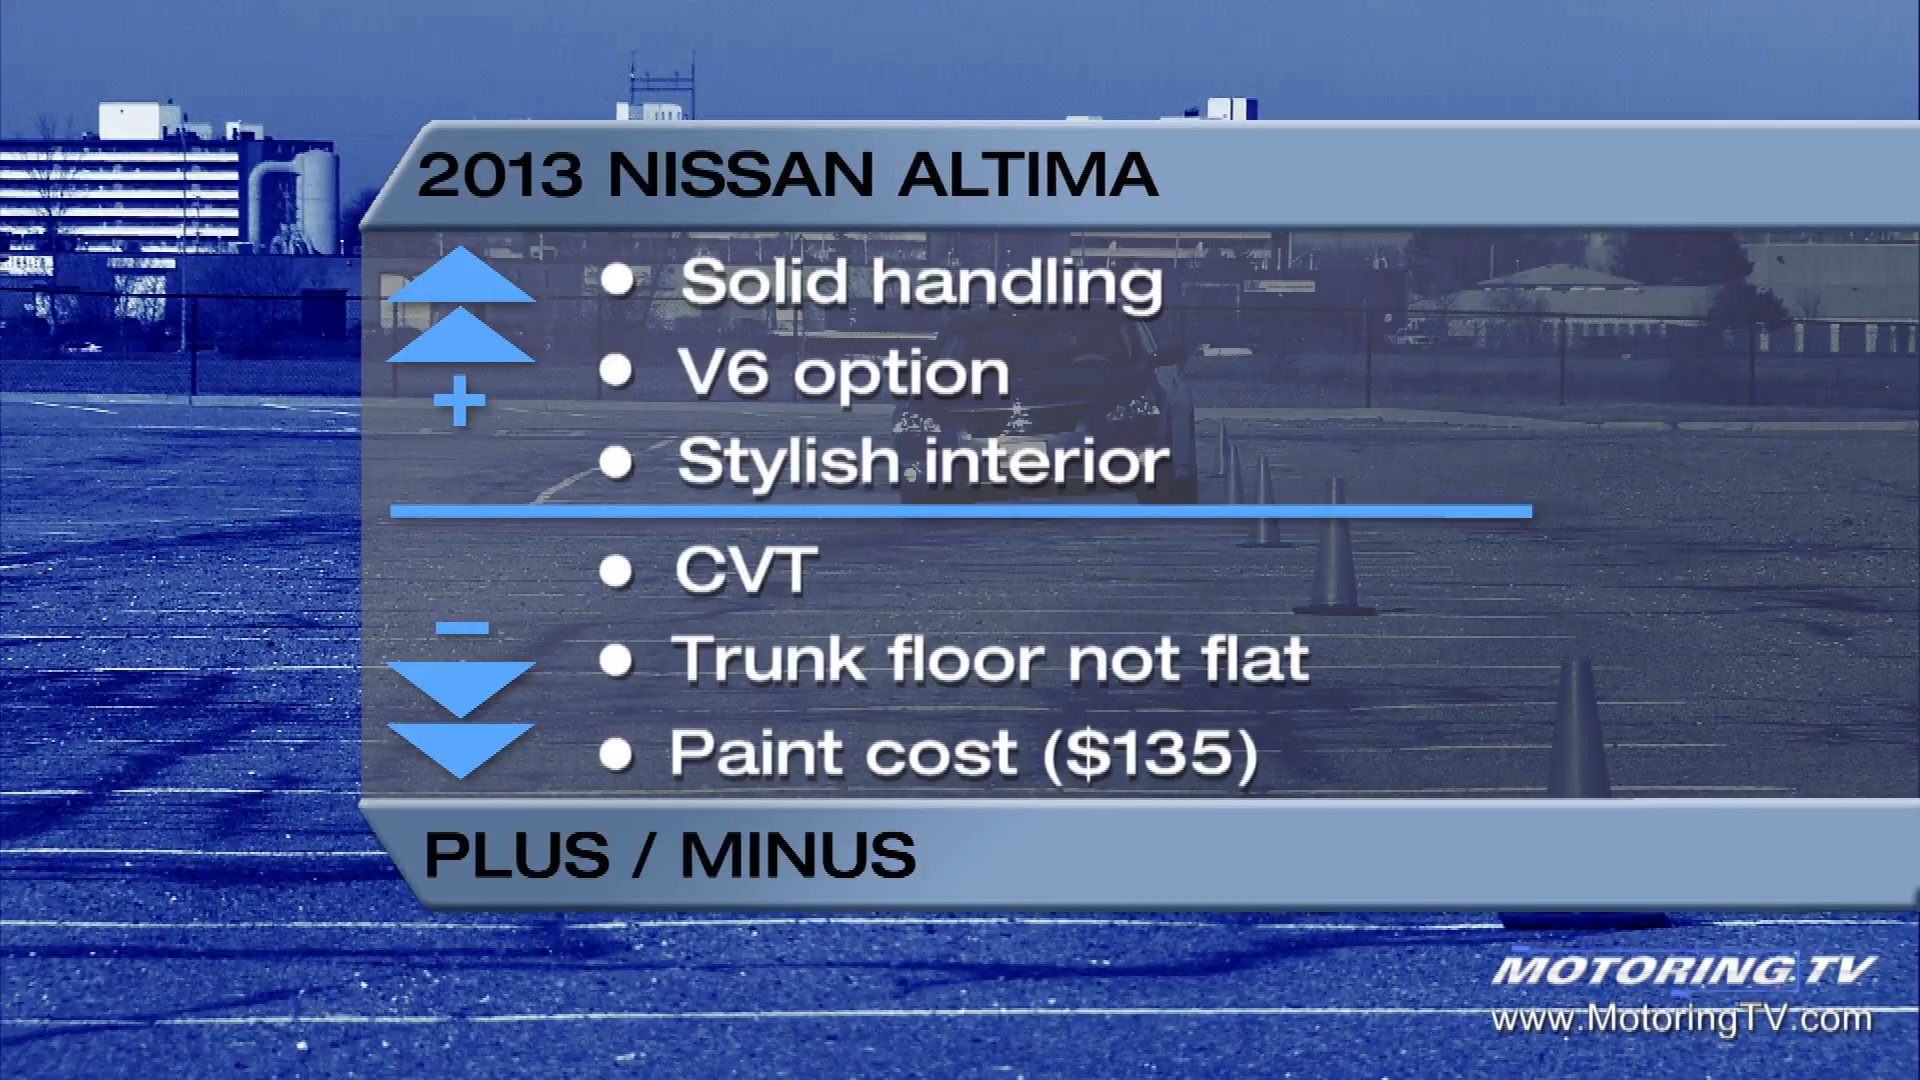 2013 NISSAN ALTIMA
• Solid handling
• V6 option
+
• Stylish interior
• CVT
–
• Trunk floor not flat
• Paint cost ($135)
PLUS / MINUS
MOTORING.TV
www.MotoringTV.com